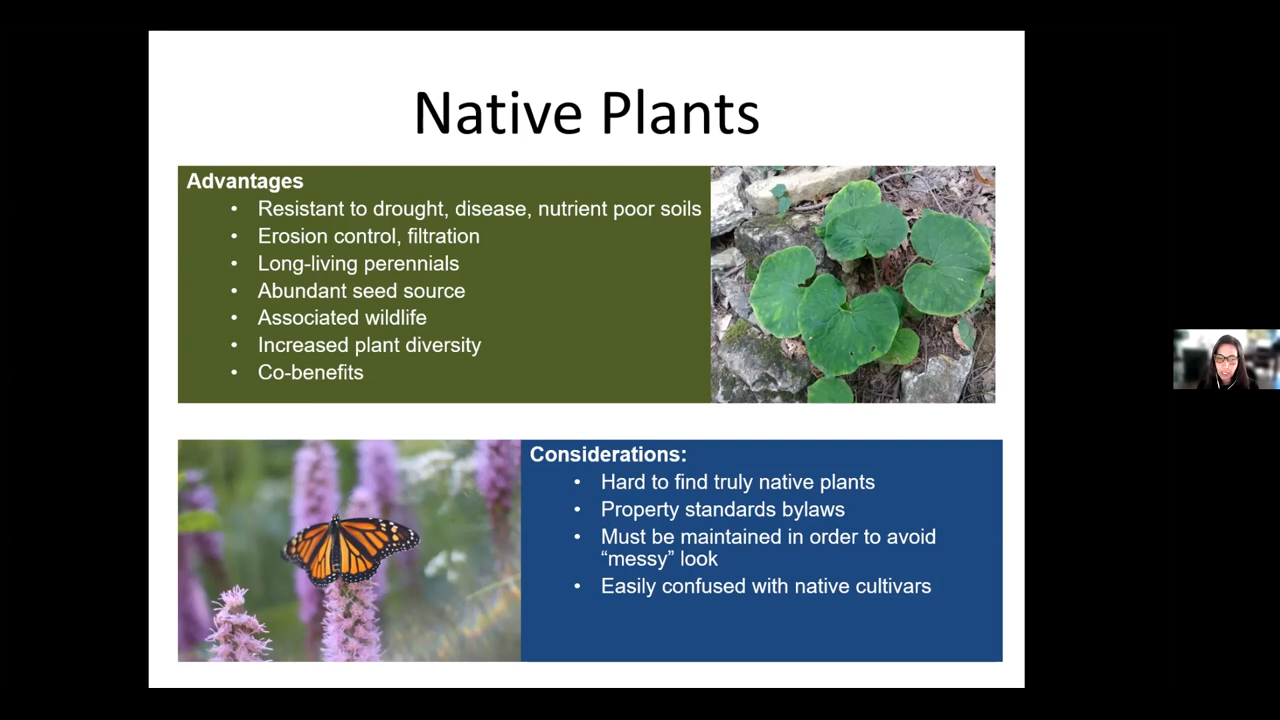 Native Plants
Advantages
• Resistant to drought, disease, nutrient poor soils
• Erosion control, filtration
• Long-living perennials
• Abundant seed source
• Associated wildlife
• Increased plant diversity
• Co-benefits
Considerations:
• Hard to find truly native plants
• Property standards bylaws
• Must be maintained in order to avoid
“messy” look
• Easily confused with native cultivars